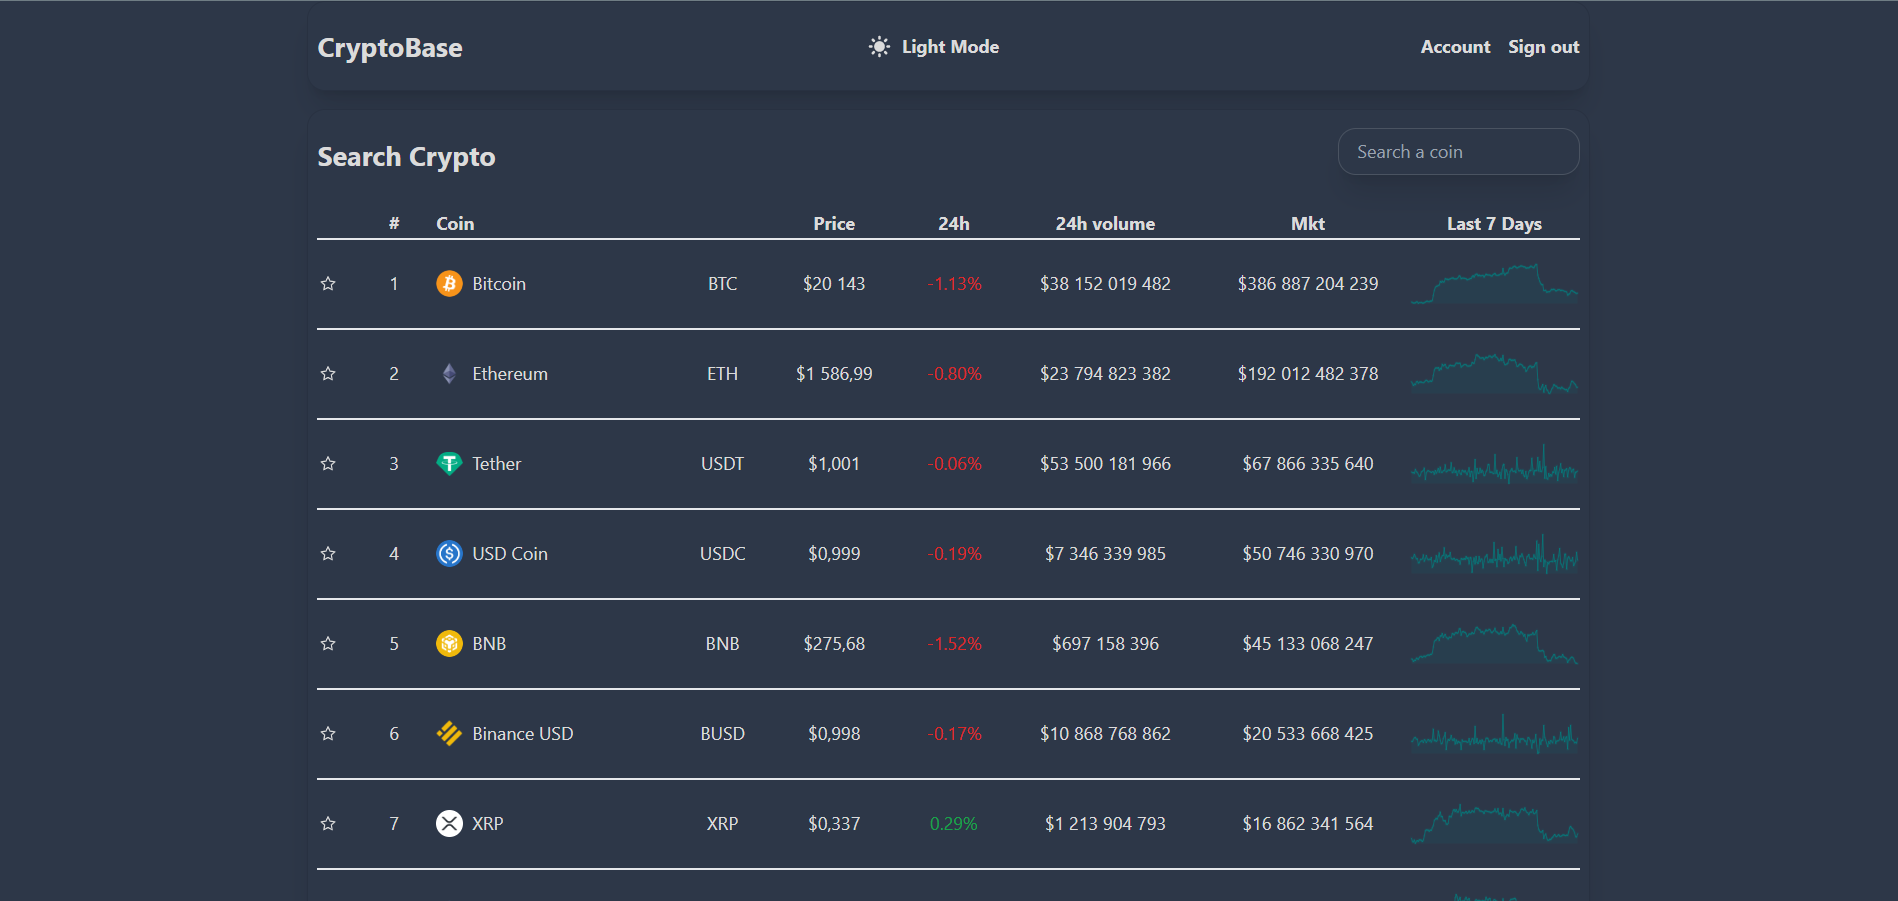 CryptoBase Light Mode Account Sign out
Search Crypto Search a coin
# Coin Price 24h 24h volume Mkt Last 7 Days
1 Bitcoin BTC $20 143 -1.13% $38 152 019 482 $386 887 204 239
2 Ethereum ETH $1 586,99 -0.80% $23 794 823 382 $192 012 482 378
3 Tether USDT $1,001 -0.06% $53 500 181 966 $67 866 335 640
4 USD Coin USDC $0,999 -0.19% $7 346 339 985 $50 746 330 970
5 BNB BNB $275,68 -1.52% $697 158 396 $45 133 068 247
6 Binance USD BUSD $0,998 -0.17% $10 868 768 862 $20 533 668 425
7 XRP XRP $0,337 0.29% $1 213 904 793 $16 862 341 564